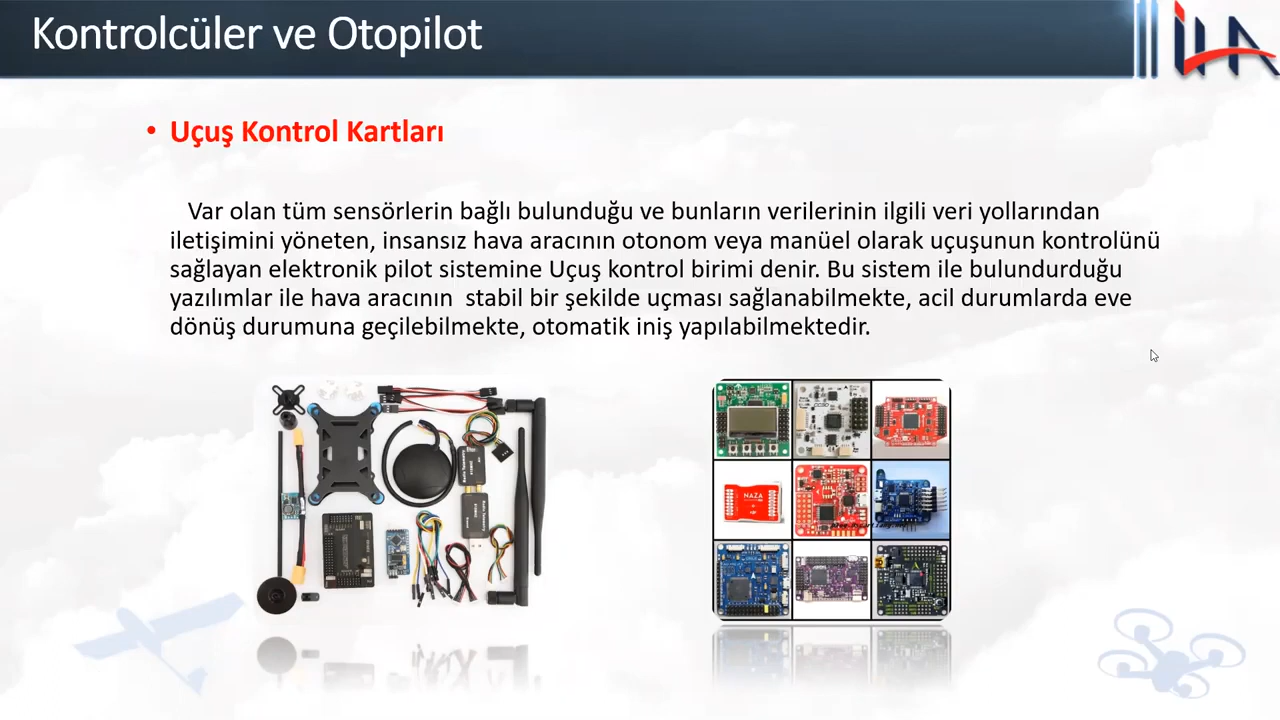 Kontrolcüler ve Otopilot
İHA
• Uçuş Kontrol Kartları
Var olan tüm sensörlerin bağlı bulunduğu ve bunların verilerinin ilgili veri yollarından
iletişimini yöneten, insansız hava aracının otonom veya manüel olarak uçuşunun kontrolünü
sağlayan elektronik pilot sistemine Uçuş kontrol birimi denir. Bu sistem ile bulundurduğu
yazılımlar ile hava aracının stabil bir şekilde uçması sağlanabilmekte, acil durumlarda eve
dönüş durumuna geçilebilmekte, otomatik iniş yapılabilmektedir.
NAZA